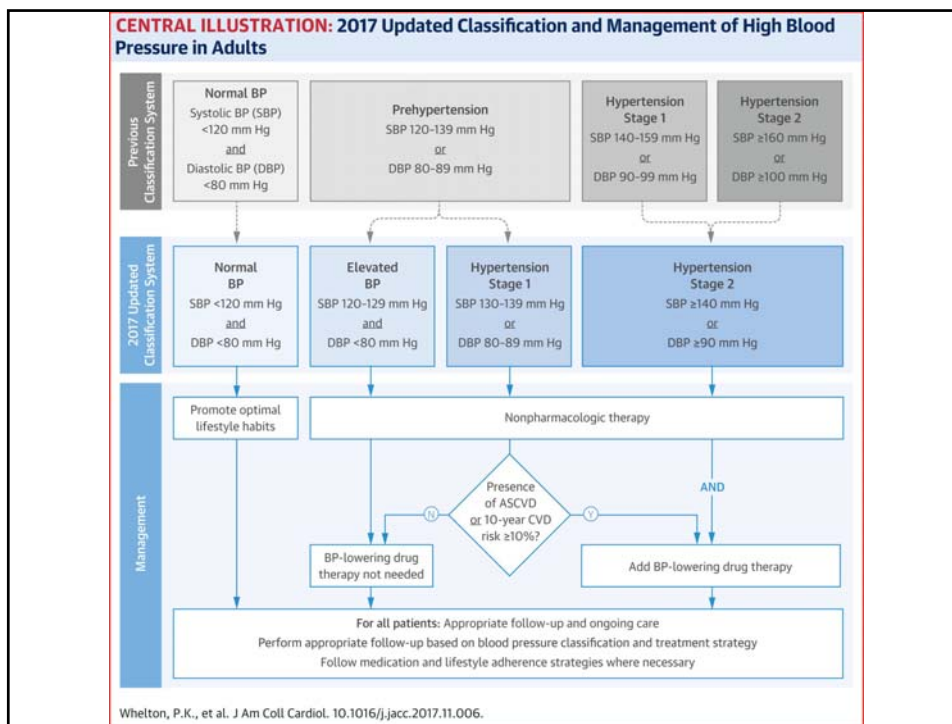 CENTRAL ILLUSTRATION: 2017 Updated Classification and Management of High Blood
Pressure in Adults
Previous
Classification System
Normal BP
Systolic BP (SBP)
<120 mm Hg
and
Diastolic BP (DBP)
<80 mm Hg
Prehypertension
SBP 120-139 mm Hg
or
DBP 80-89 mm Hg
Hypertension
Stage 1
SBP 140-159 mm Hg
or
DBP 90-99 mm Hg
Hypertension
Stage 2
SBP ≥160 mm Hg
or
DBP ≥100 mm Hg
2017 Updated
Classification System
Normal
BP
SBP <120 mm Hg
and
DBP <80 mm Hg
Elevated
BP
SBP 120-129 mm Hg
and
DBP <80 mm Hg
Hypertension
Stage 1
SBP 130-139 mm Hg
or
DBP 80-89 mm Hg
Hypertension
Stage 2
SBP ≥140 mm Hg
or
DBP ≥90 mm Hg
Management
Promote optimal
lifestyle habits
Nonpharmacologic therapy
Presence
of ASCVD
or 10-year CVD
risk ≥10%?
N
Y
AND
BP-lowering drug
therapy not needed
Add BP-lowering drug therapy
For all patients: Appropriate follow-up and ongoing care
Perform appropriate follow-up based on blood pressure classification and treatment strategy
Follow medication and lifestyle adherence strategies where necessary
Whelton, P.K., et al. J Am Coll Cardiol. 10.1016/j.jacc.2017.11.006.